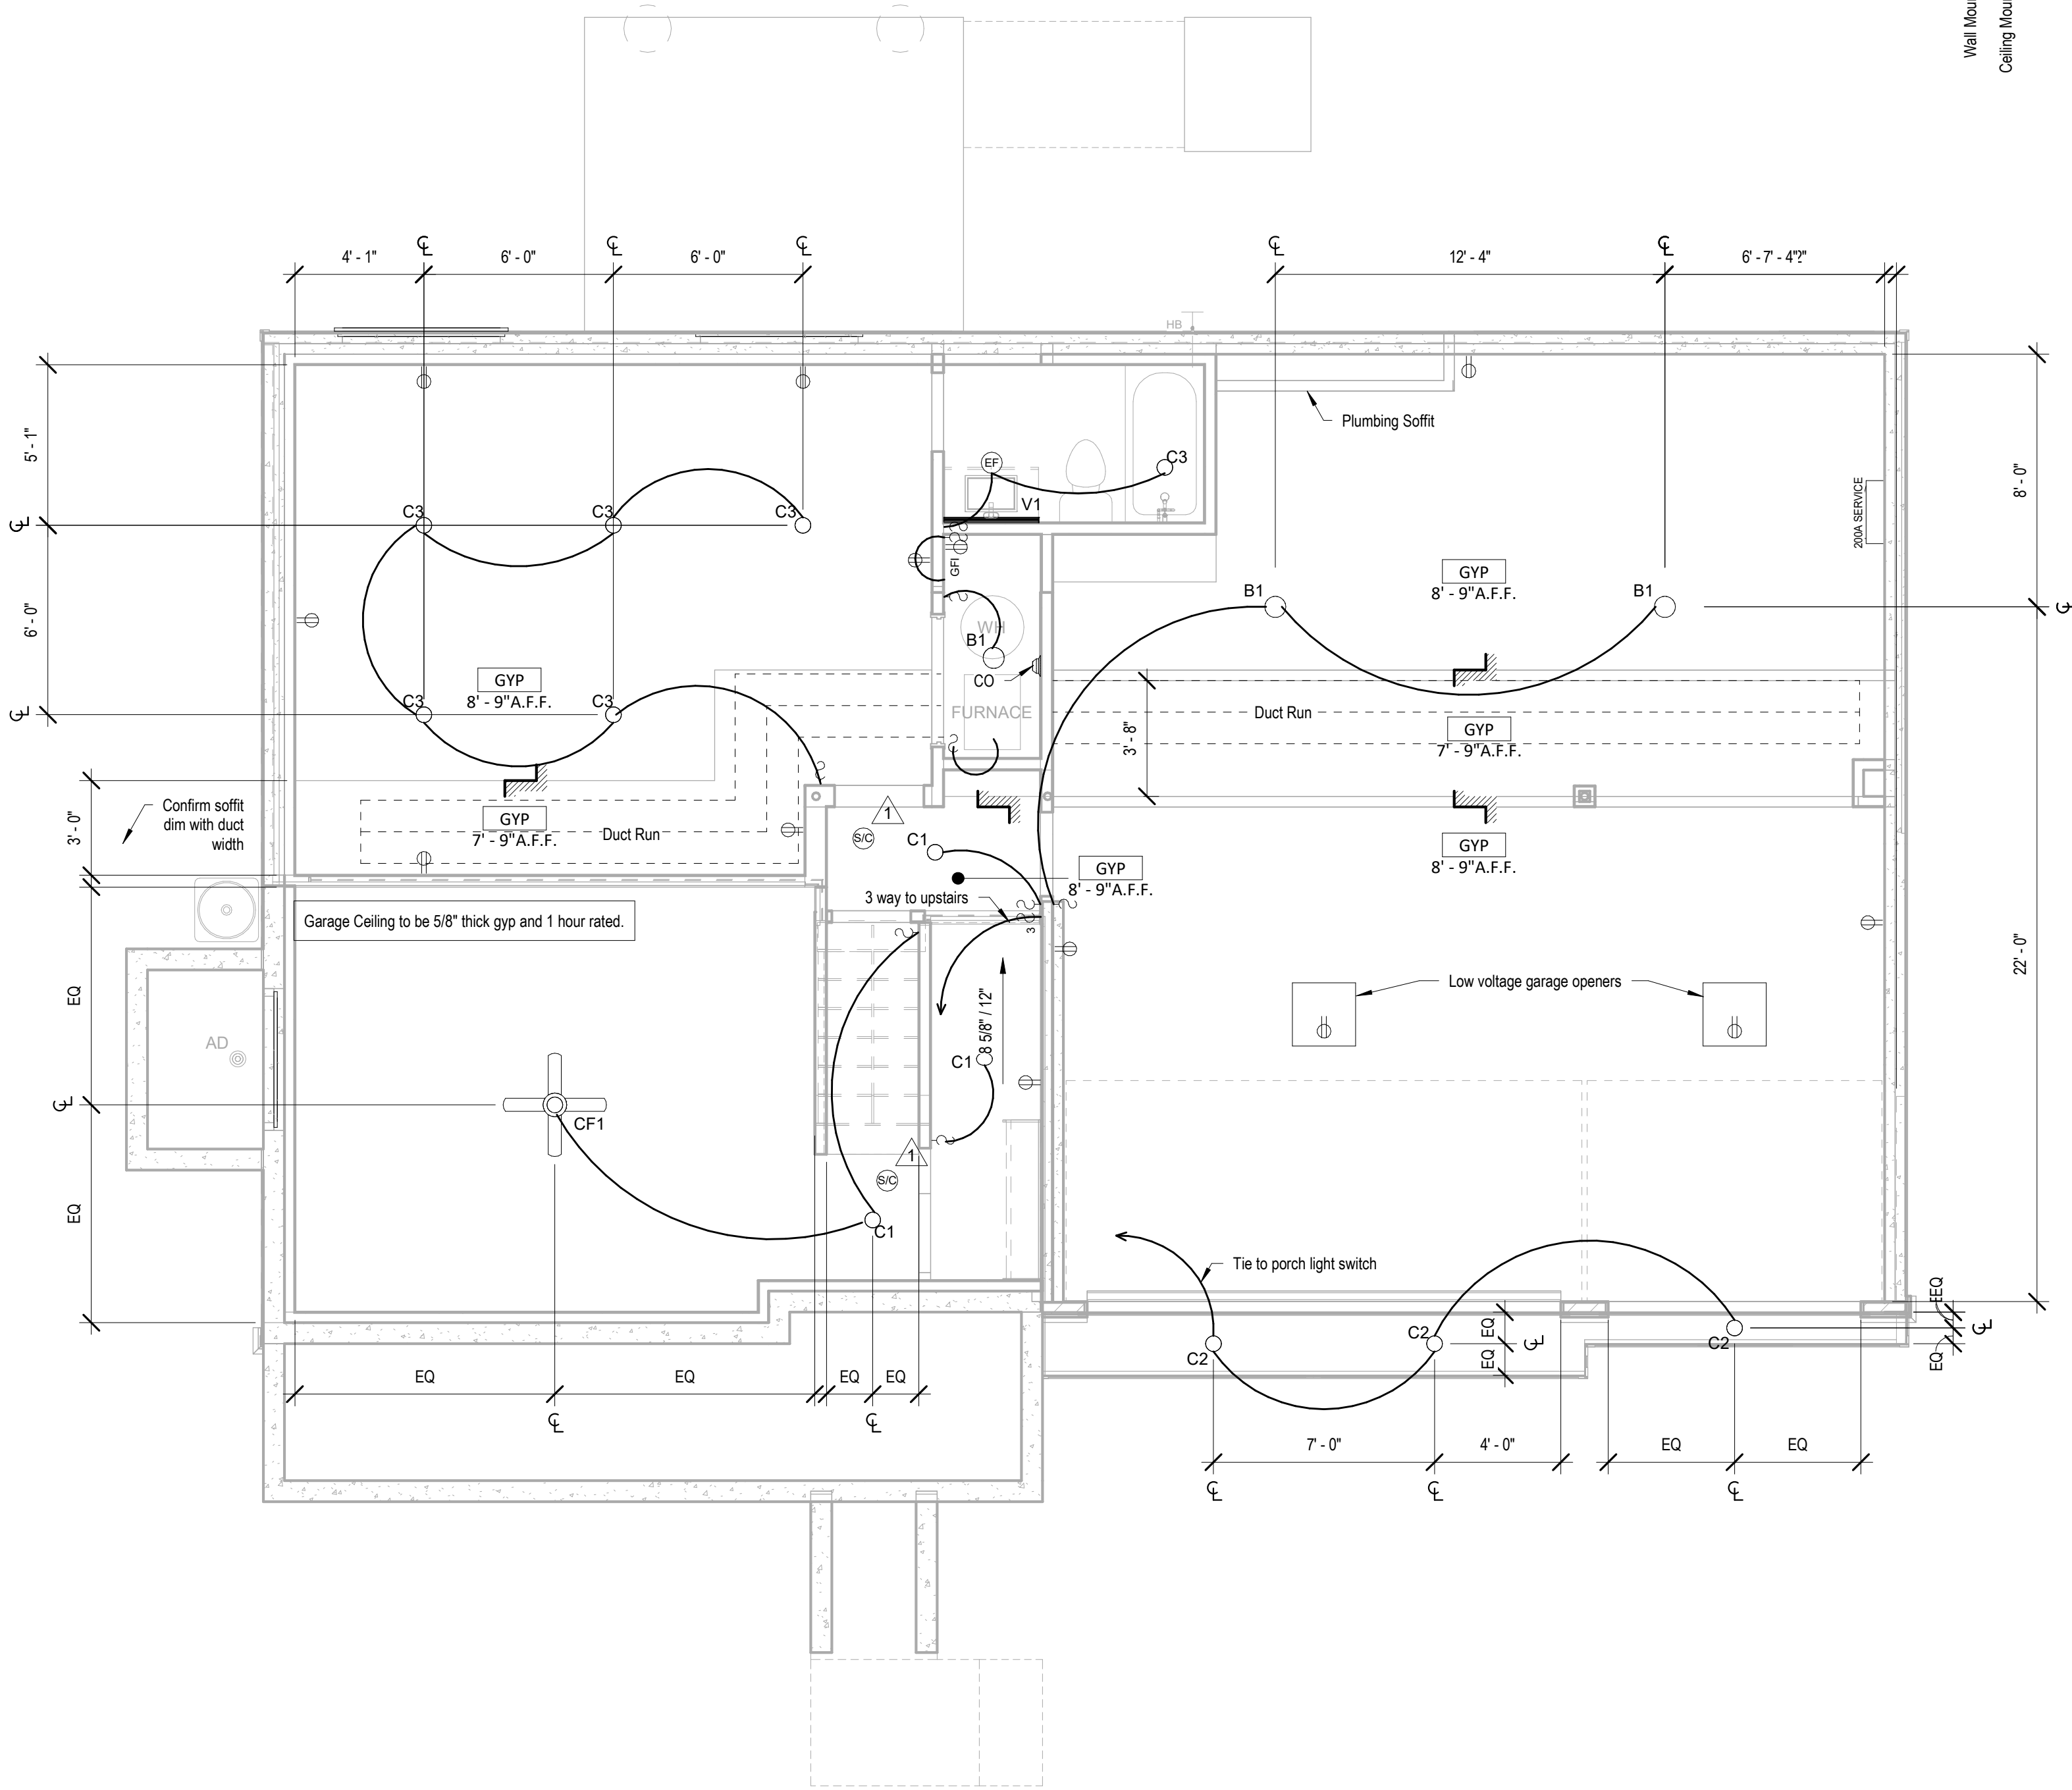 Wall Mou
Ceiling Mou
℄
℄
℄
℄
℄
4' - 1"
6' - 0"
6' - 0"
12' - 4"
HB
5' - 1"
8' - 0"
Plumbing Soffit
EF
C3
V1
200A SERVICE
℄
C3
C3
C3
GFI
GYP
8' - 9"A.F.F.
B1
B1
℄
6' - 0"
WH
B1
CO
GYP
8' - 9"A.F.F.
C3
C3
℄
FURNACE
Duct Run
GYP
7' - 9"A.F.F.
3' - 8"
Confirm soffit
dim with duct
width
3' - 0"
GYP
7' - 9"A.F.F.
Duct Run
1
S/C
C1
GYP
8' - 9"A.F.F.
GYP
8' - 9"A.F.F.
3 way to upstairs
3
Garage Ceiling to be 5/8" thick gyp and 1 hour rated.
22' - 0"
EQ
Low voltage garage openers
8 5/8" / 12"
AD
C1
℄
CF1
1
S/C
EQ
C1
Tie to porch light switch
C2
C2
EQ
℄
EQ
C2
EEQ
℄
EQ
EQ
EQ
EQ
EQ
℄
℄
7' - 0"
4' - 0"
EQ
EQ
℄
℄
℄